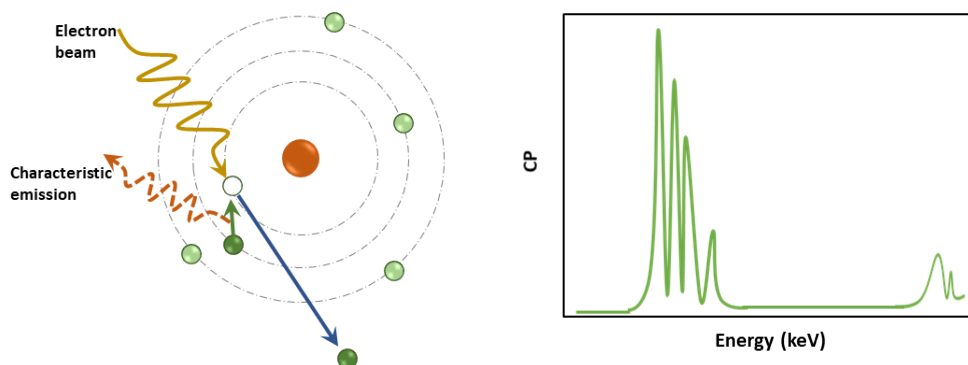 Electron
beam
Characteristic
emission
CP
Energy (keV)